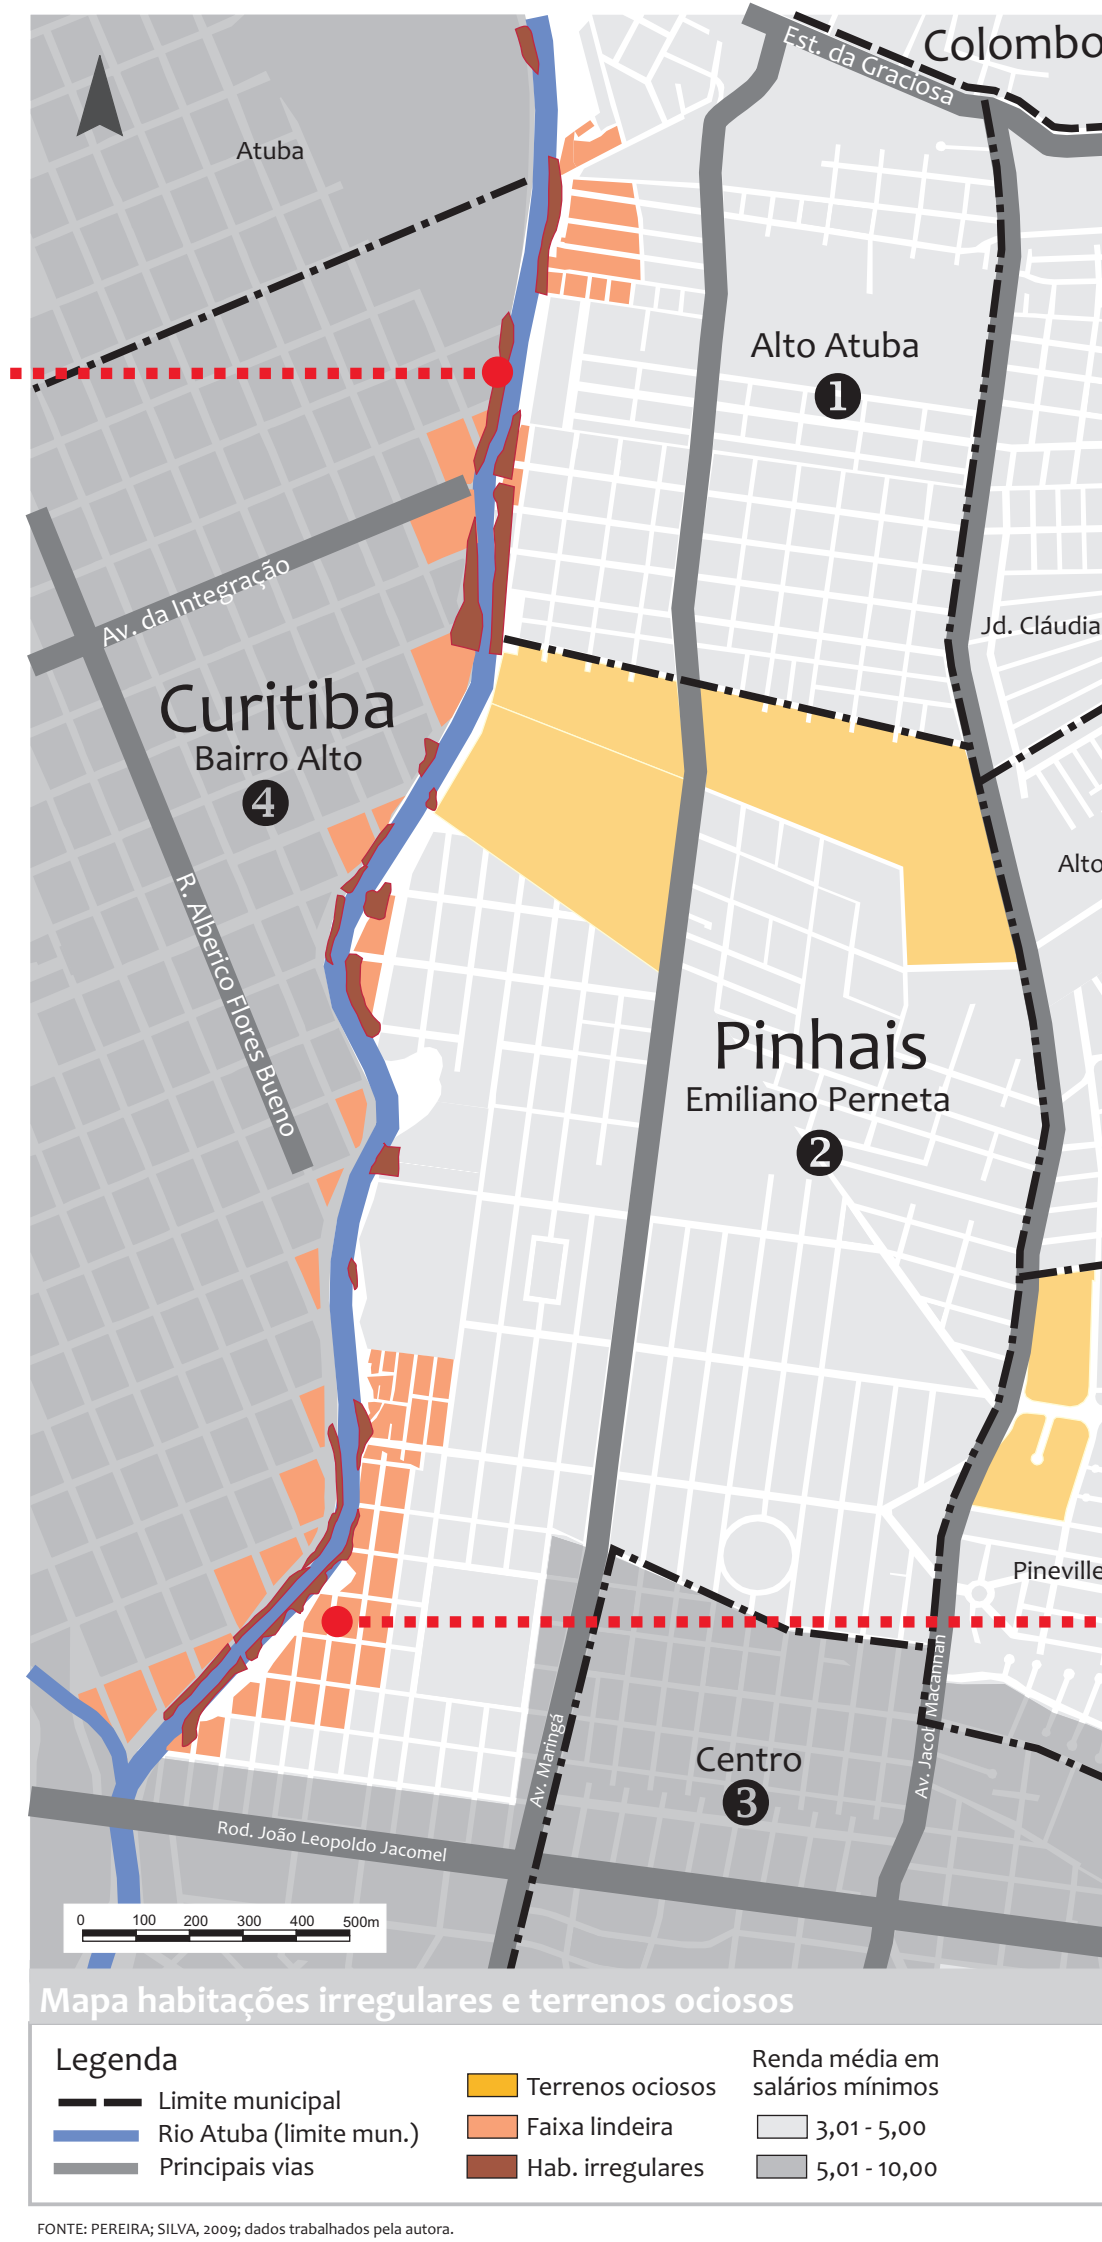 Colombo
Est. da Graciosa
Atuba
Alto Atuba
1
Jd. Cláudia
Av. da Integração
Curitiba
Bairro Alto
4
Alto
R. Alberico Flores Bueno
Pinhais
Emiliano Perneta
2
Pineville
Av. Maringá
Av. Jacob Macannan
Centro
3
Rod. João Leopoldo Jacomel
0 100 200 300 400 500m
Mapa habitações irregulares e terrenos ociosos
Legenda
Limite municipal
Rio Atuba (limite mun.)
Principais vias
Terrenos ociosos
Faixa lindeira
Hab. irregulares
Renda média em
salários mínimos
3,01 - 5,00
5,01 - 10,00
FONTE: PEREIRA; SILVA, 2009; dados trabalhados pela autora.